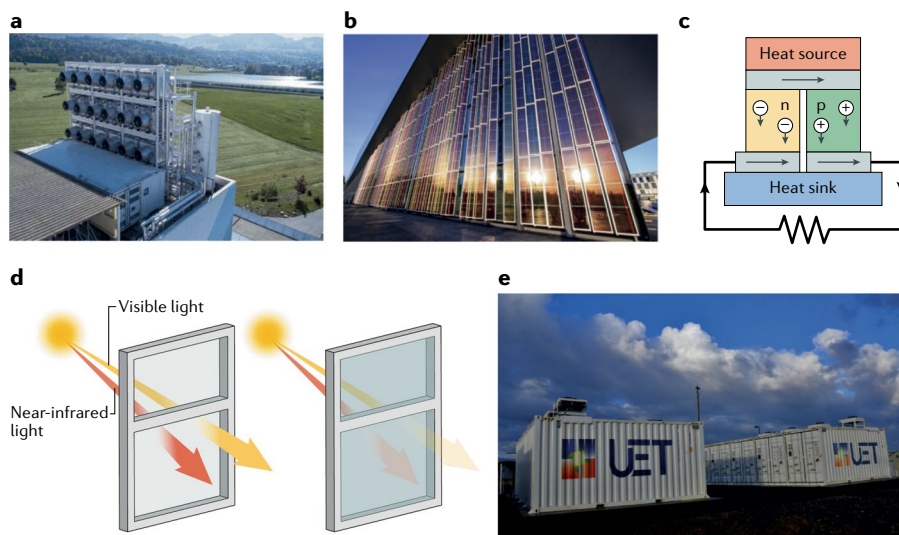 a
b
c
Heat source
n
p
− + − +
Heat sink
d
Visible light
Near-infrared
light
e
UET
UET